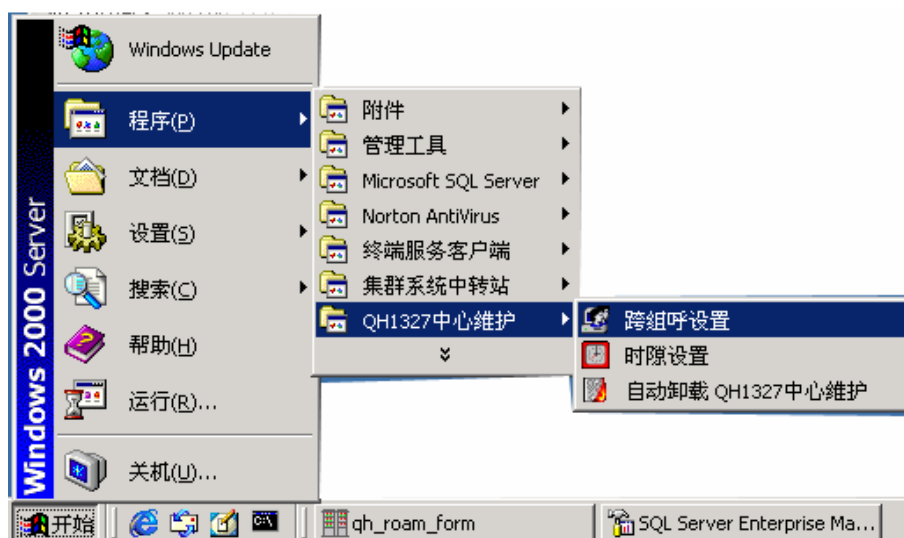 Windows 2000 Server
Windows Update
程序(P)
文档(D)
设置(S)
搜索(C)
帮助(H)
运行(R)...
关机(U)...
附件
管理工具
Microsoft SQL Server
Norton AntiVirus
终端服务客户端
集群系统中转站
QH1327中心维护
跨组呼设置
时隙设置
自动卸载 QH1327中心维护
开始
qh_roam_form
SQL Server Enterprise Ma...